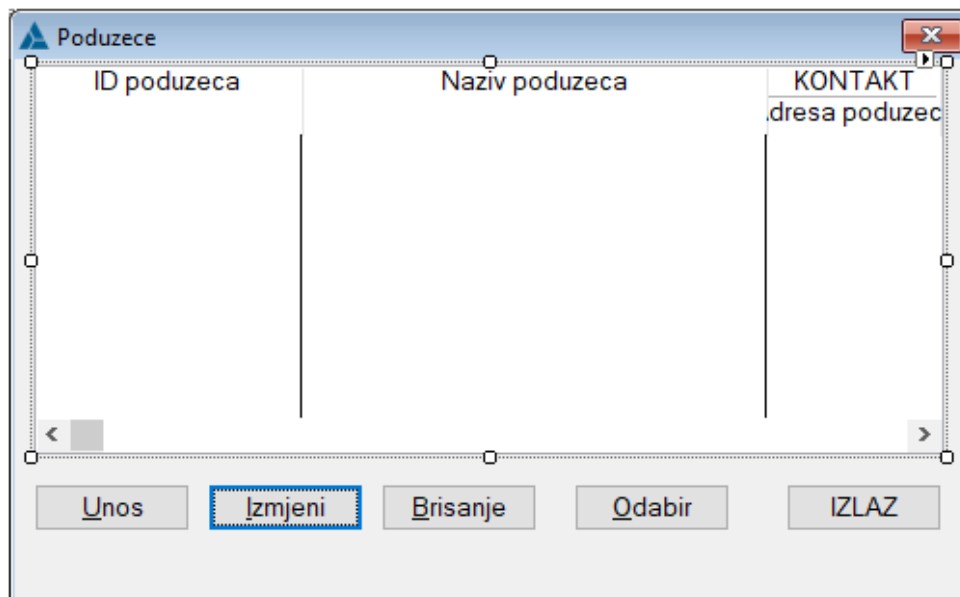 Poduzece
ID poduzeca Naziv poduzeca KONTAKT
dresa poduzec
Unos Izmjeni Brisanje Odabir IZLAZ